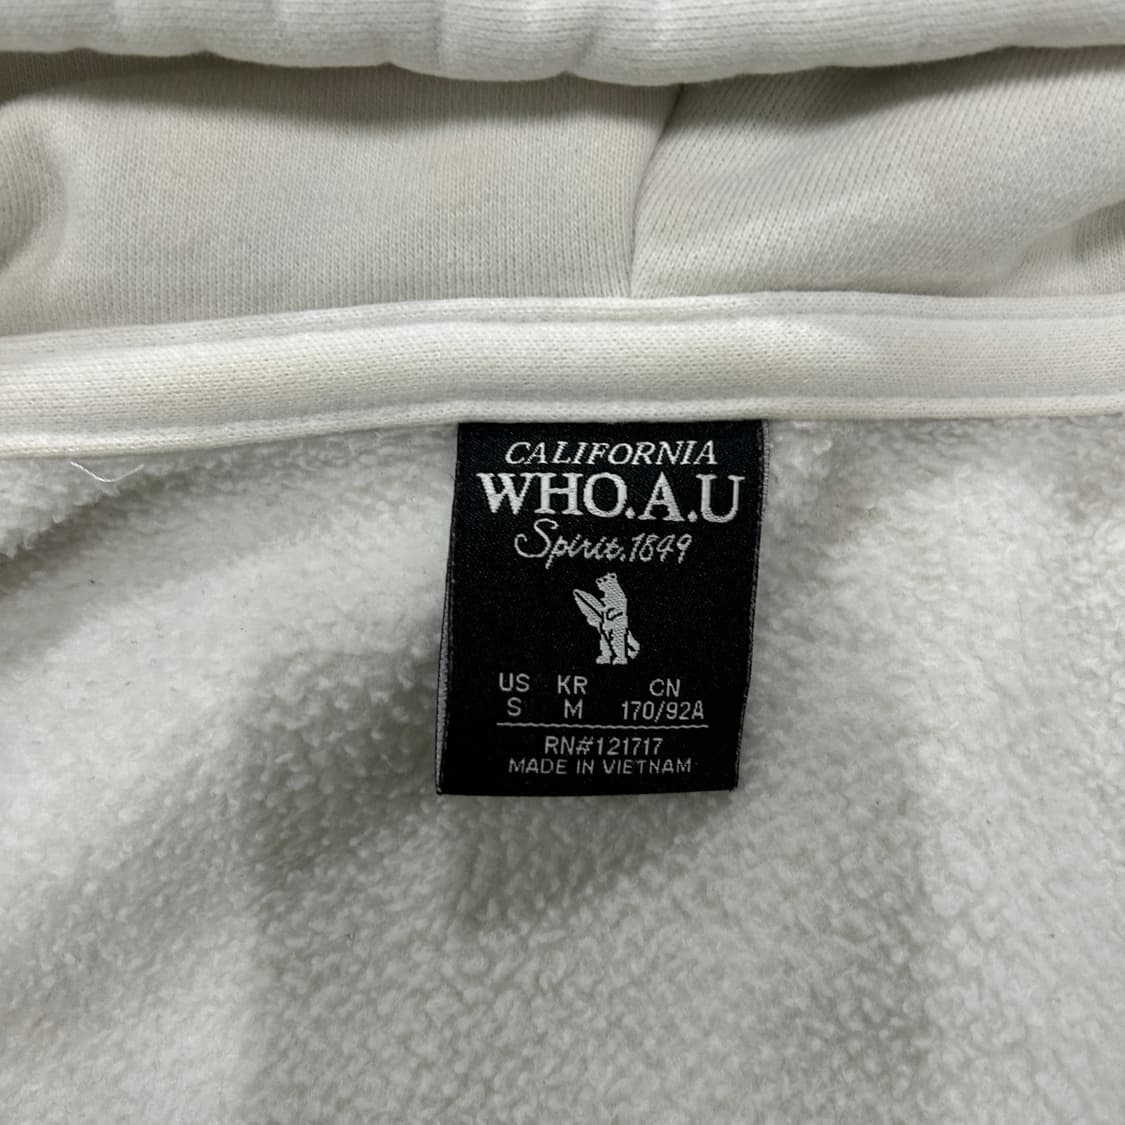 CALIFORNIA
WHO.A.U
Spirit.1849
US KR CN
S M 170/92A
RN#121717
MADE IN VIETNAM